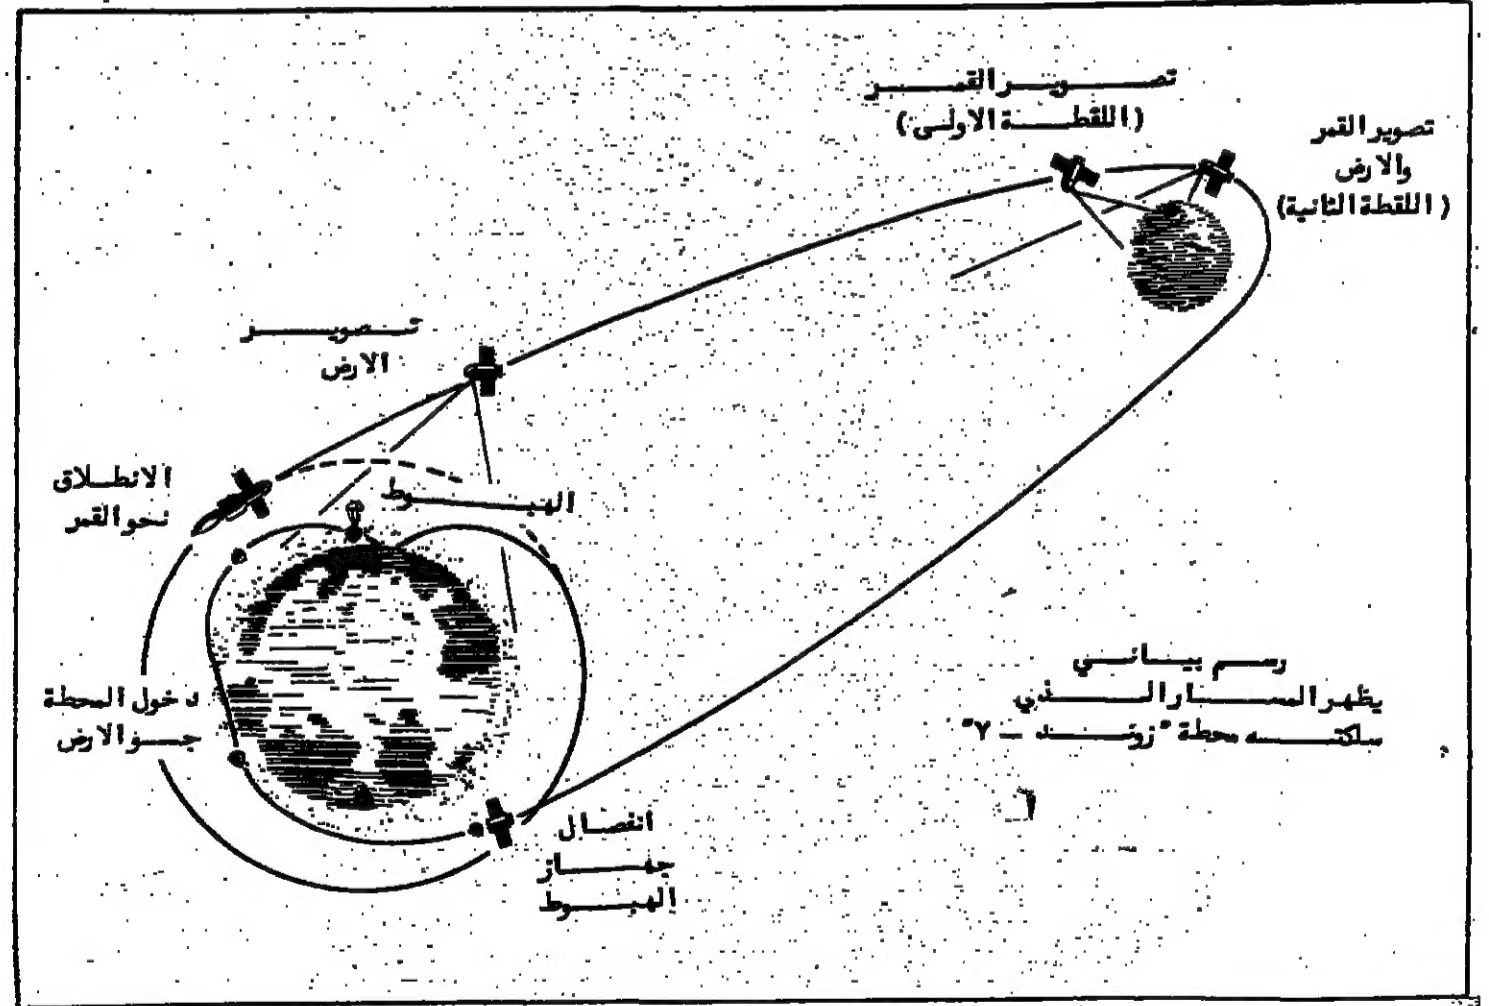 تصوير القمر
(اللقطة الاولى)
تصوير القمر
والارض
(اللقطة الثانية)
تصوير
الارض
الانطلاق
نحو القمر
الهبوط
دخول المحطة
جو الارض
انفصال
جهاز
الهبوط
رسم بياني
يظهر المسار الذي
سلكته محطة "زوند – ٧"